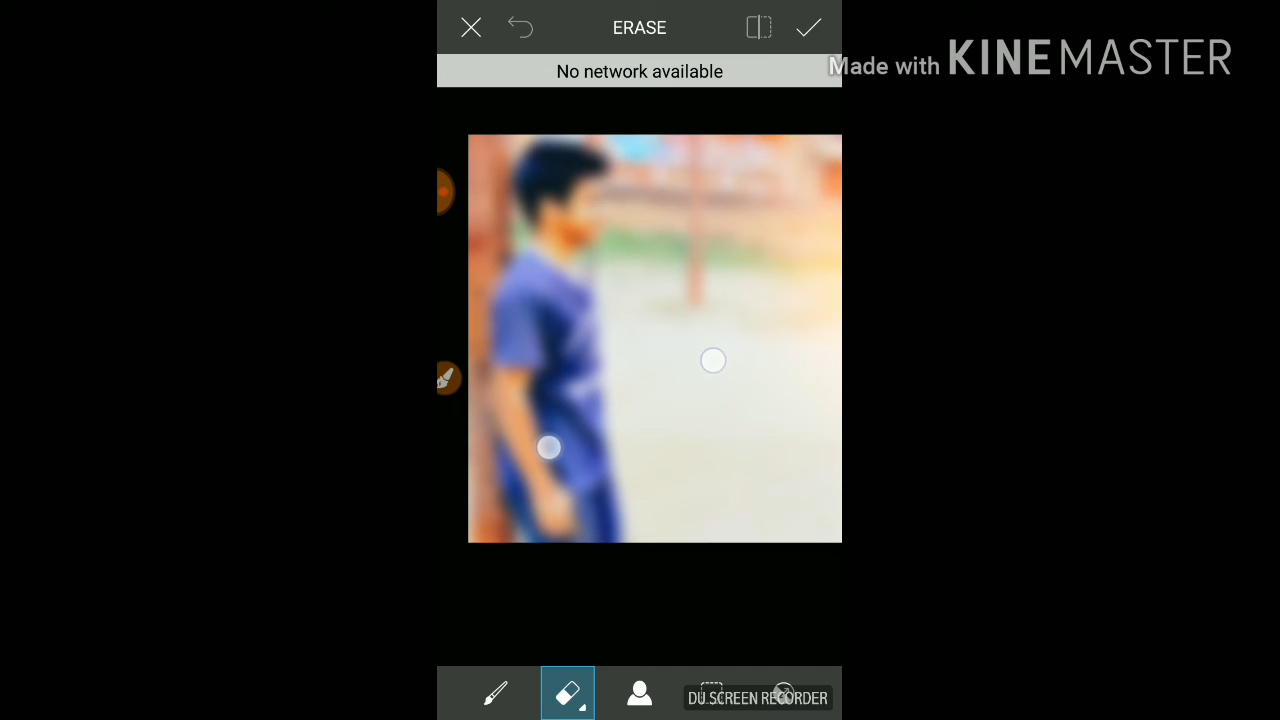 ERASE
No network available
Made with KINEMASTER
DU SCREEN RECORDER